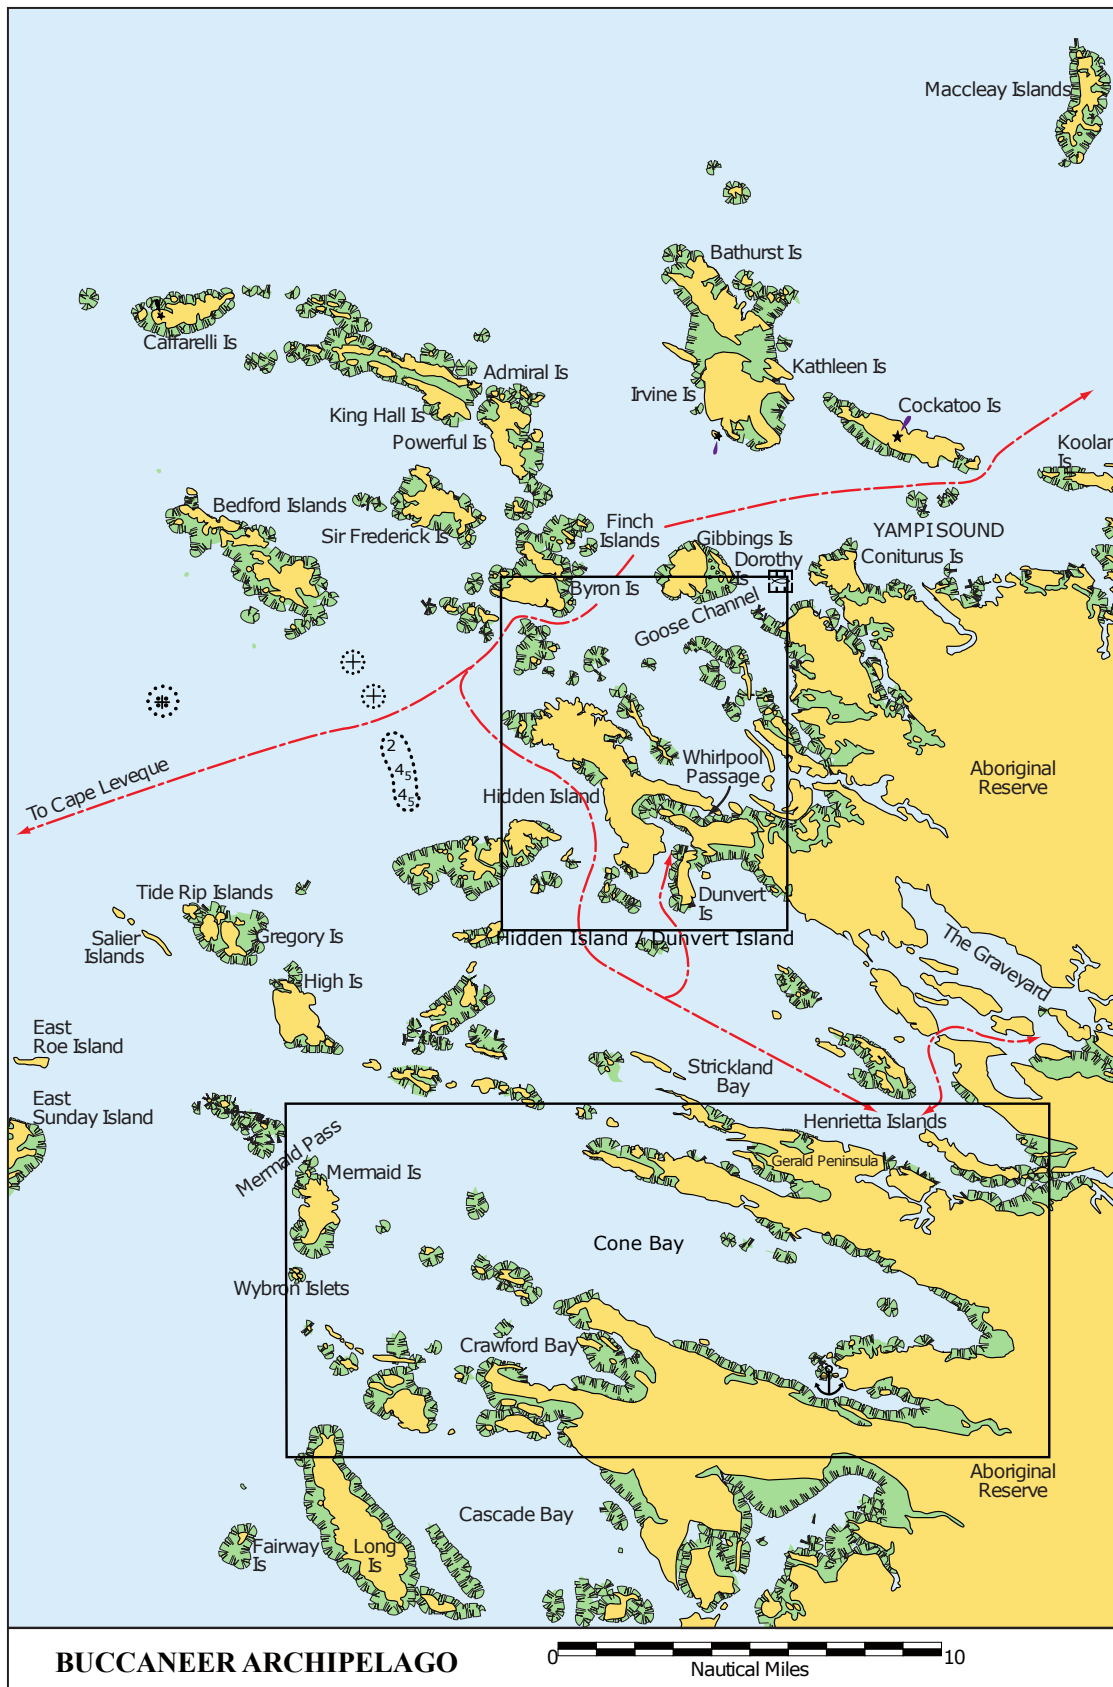 Maccleay Islands
Bathurst Is
Caffarelli Is
Kathleen Is
Admiral Is
Irvine Is
Cockatoo Is
King Hall Is
Powerful Is
Koolan
Is
Bedford Islands
Sir Frederick Is
Finch
Islands
YAMPI SOUND
Gibbings Is
Dorothy
Is
Coniturus Is
Byron Is
Goose Channel
2
4₅
4₅
Whirlpool
Passage
Aboriginal
Reserve
To Cape Leveque
Hidden Island
Tide Rip Islands
Dunvert
Is
Salier
Islands
Gregory Is
Hidden Island / Dunvert Island
The Graveyard
High Is
East
Roe Island
Strickland
Bay
East
Sunday Island
Henrietta Islands
Mermaid Pass
Mermaid Is
Gerald Peninsula
Cone Bay
Wybron Islets
Crawford Bay
Aboriginal
Reserve
Cascade Bay
Fairway
Is
Long
Is
BUCCANEER ARCHIPELAGO
0
10
Nautical Miles